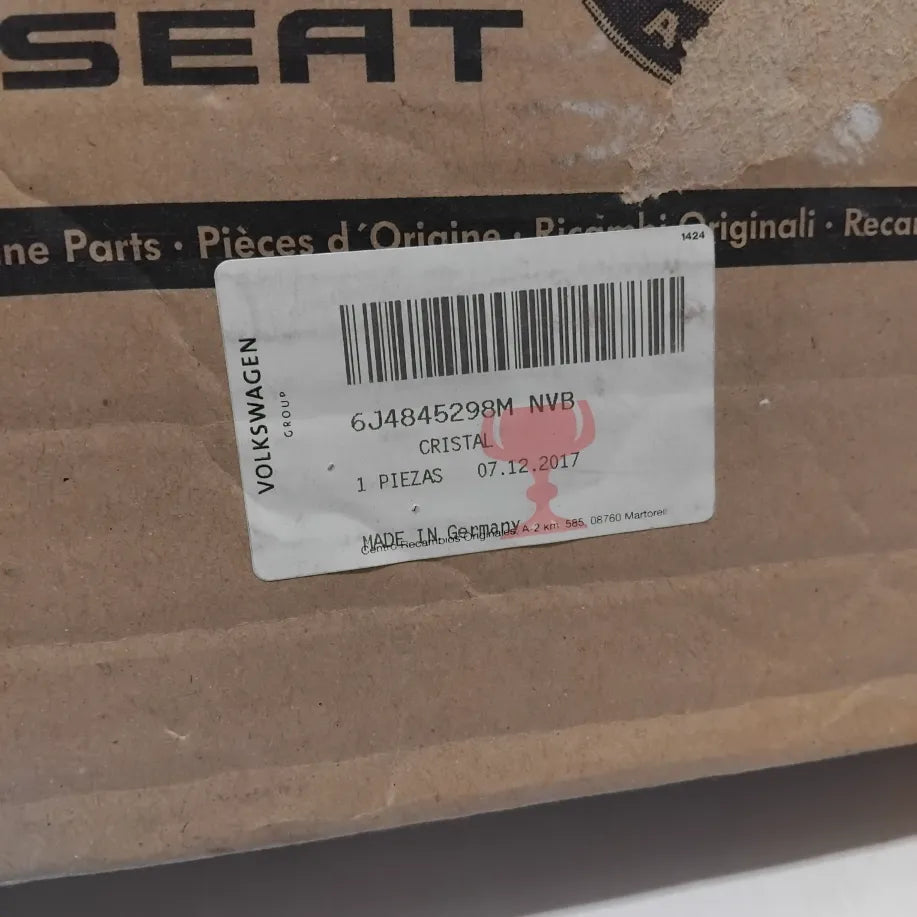 SEAT
A
ne Parts · Pièces d´Origine · Ricambi Originali · Recam
1424
VOLKSWAGEN
GROUP
6J4845298M NVB
CRISTAL
1 PIEZAS 07.12.2017
MADE IN Germany
Centro Recambios Originales, A 2 km. 585, 08760 Martorell